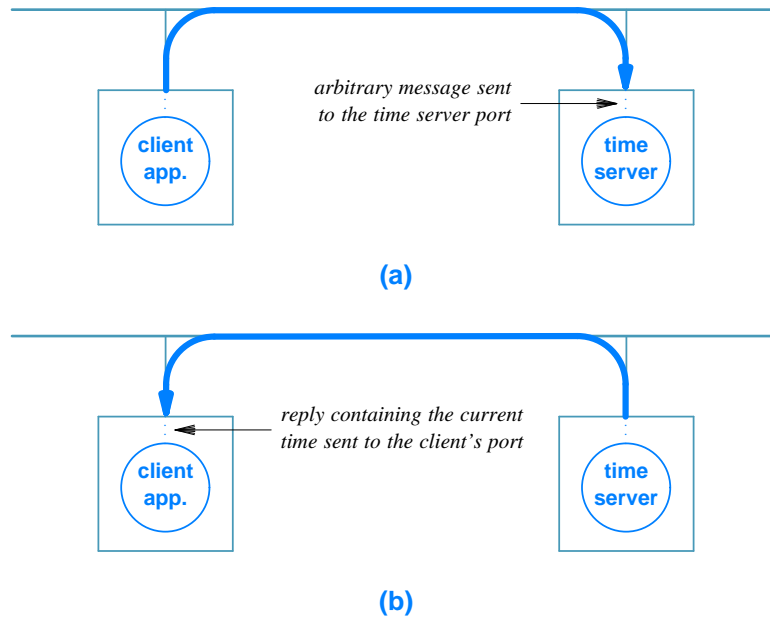 arbitrary message sent
to the time server port
client
app.
time
server
(a)
reply containing the current
time sent to the client's port
client
app.
time
server
(b)